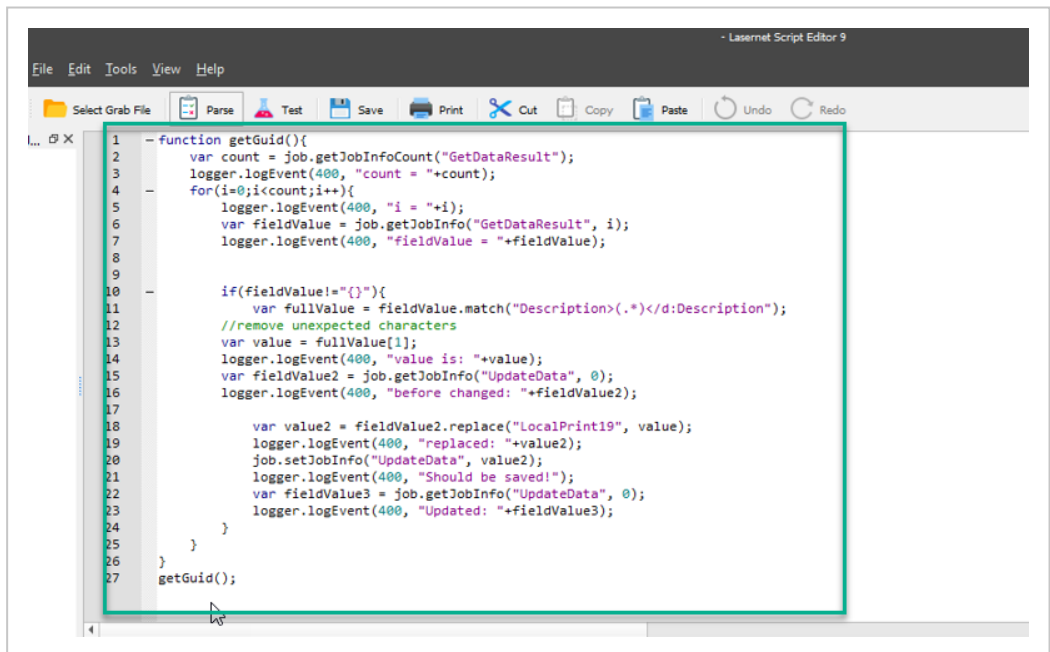 - Lasernet Script Editor 9
File Edit Tools View Help
Select Grab File Parse Test Save Print Cut Copy Paste Undo Redo
1 function getGuid(){
2 var count = job.getJobInfoCount("GetDataResult");
3 logger.logEvent(400, "count = "+count);
4 for(i=0;i<count;i++){
5 logger.logEvent(400, "i = "+i);
6 var fieldValue = job.getJobInfo("GetDataResult", i);
7 logger.logEvent(400, "fieldValue = "+fieldValue);
8
9
10 if(fieldValue!="{}"){
11 var fullValue = fieldValue.match("Description>(.*)</d:Description");
12 //remove unexpected characters
13 var value = fullValue[1];
14 logger.logEvent(400, "value is: "+value);
15 var fieldValue2 = job.getJobInfo("UpdateData", 0);
16 logger.logEvent(400, "before changed: "+fieldValue2);
17
18 var value2 = fieldValue2.replace("LocalPrint19", value);
19 logger.logEvent(400, "replaced: "+value2);
20 job.setJobInfo("UpdateData", value2);
21 logger.logEvent(400, "Should be saved!");
22 var fieldValue3 = job.getJobInfo("UpdateData", 0);
23 logger.logEvent(400, "Updated: "+fieldValue3);
24 }
25 }
26 }
27 getGuid();